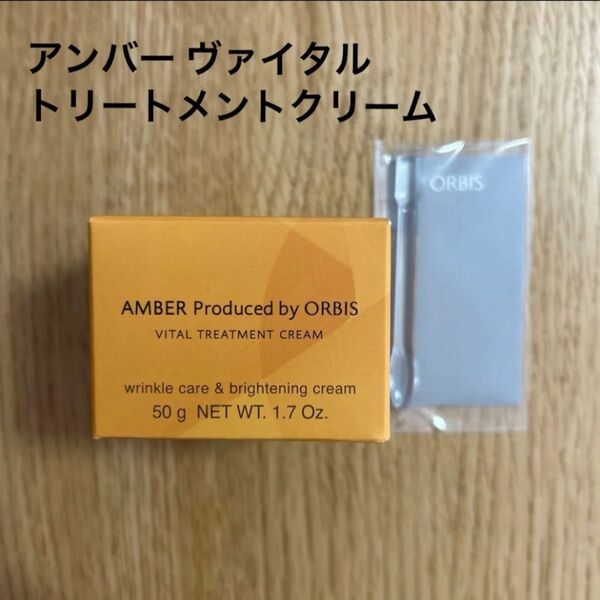 アンバー ヴァイタル
トリートメントクリーム
ORBIS
AMBER Produced by ORBIS
VITAL TREATMENT CREAM
wrinkle care & brightening cream
50 g NET WT. 1.7 Oz.